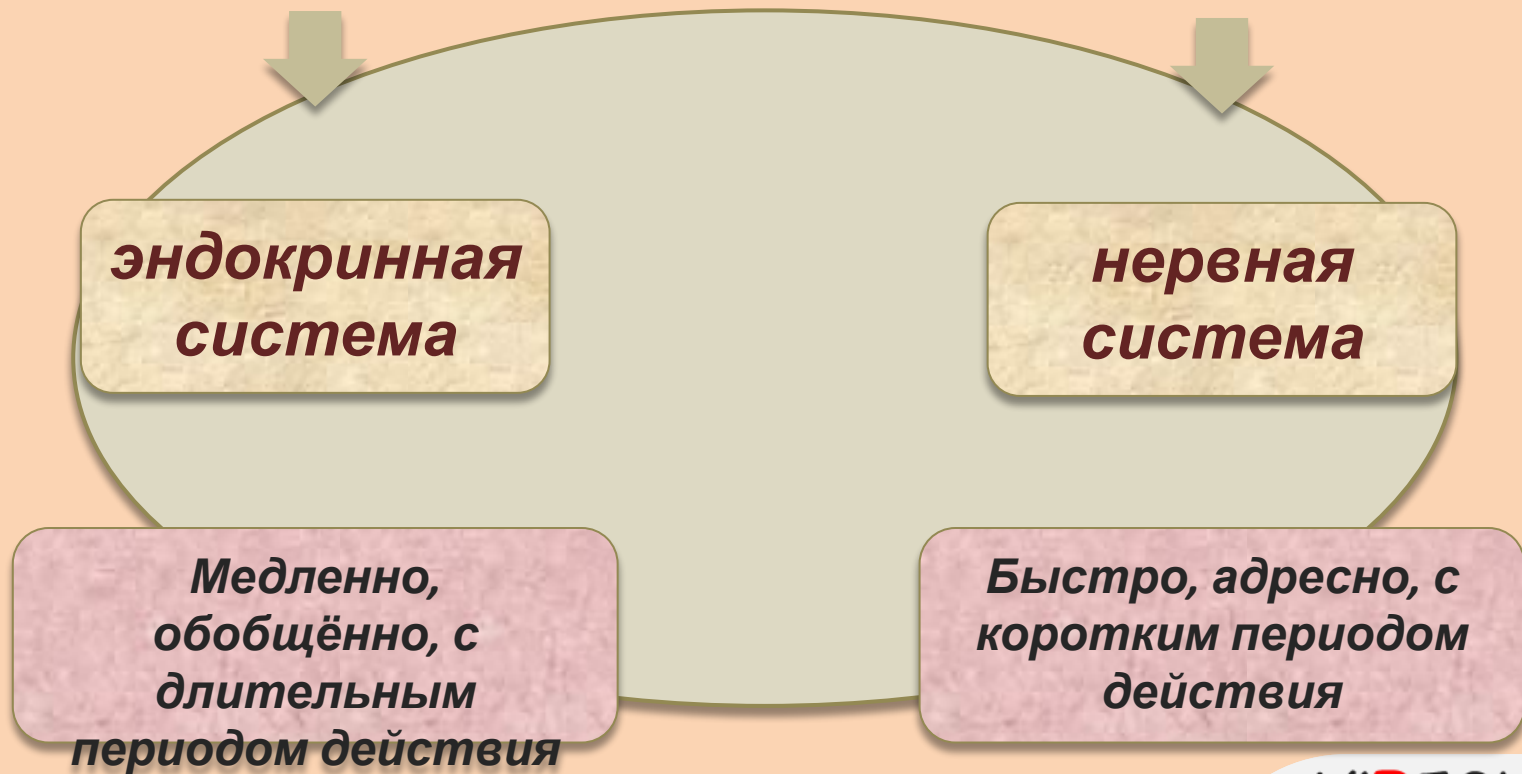 эндокринная
система
нервная
система
Медленно,
обобщённо, с
длительным
периодом действия
Быстро, адресно, с
коротким периодом
действия